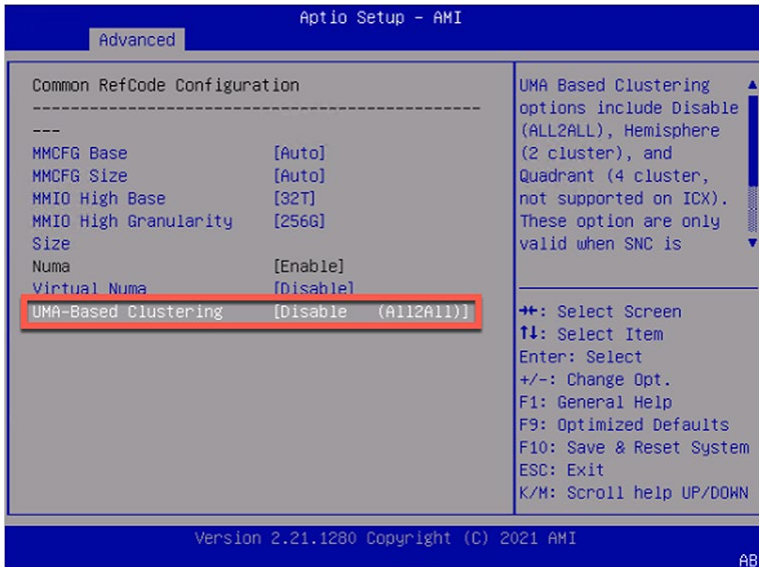 Aptio Setup – AMI
Advanced
Common RefCode Configuration
------------------------------------------------
---
MMCFG Base [Auto]
MMCFG Size [Auto]
MMIO High Base [32T]
MMIO High Granularity [256G]
Size
Numa [Enable]
Virtual Numa [Disable]
UMA-Based Clustering [Disable (All2All)]
UMA Based Clustering
options include Disable
(ALL2ALL), Hemisphere
(2 cluster), and
Quadrant (4 cluster,
not supported on ICX).
These option are only
valid when SNC is
→←: Select Screen
↑↓: Select Item
Enter: Select
+/-: Change Opt.
F1: General Help
F9: Optimized Defaults
F10: Save & Reset System
ESC: Exit
K/M: Scroll help UP/DOWN
Version 2.21.1280 Copyright (C) 2021 AMI
AB